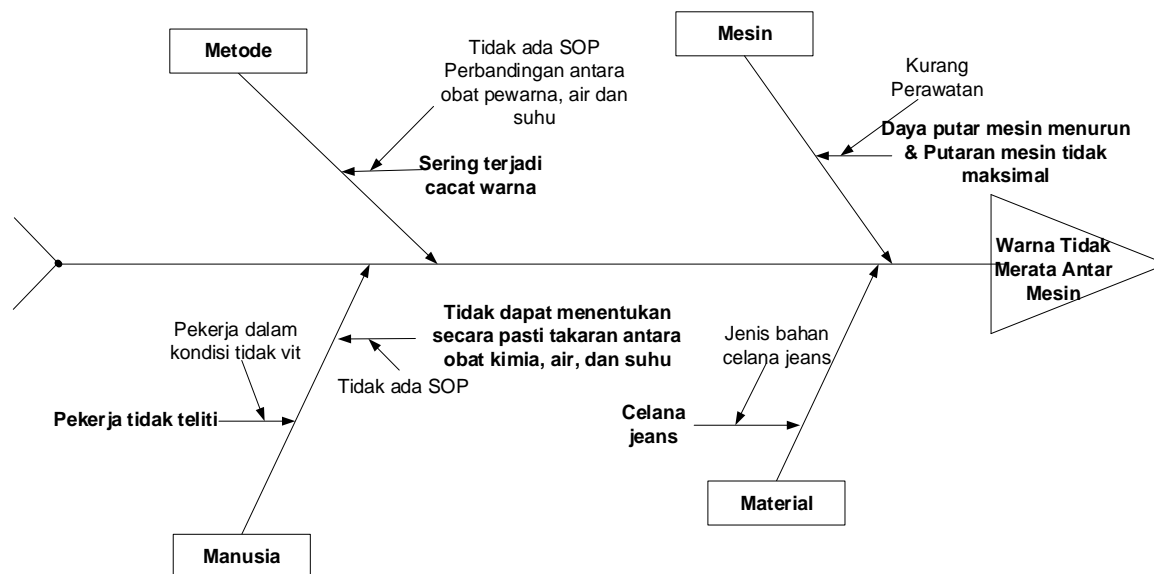 Metode
Tidak ada SOP
Perbandingan antara
obat pewarna, air dan
suhu
Sering terjadi
cacat warna
Mesin
Kurang
Perawatan
Daya putar mesin menurun
& Putaran mesin tidak
maksimal
Warna Tidak
Merata Antar
Mesin
Pekerja dalam
kondisi tidak vit
Pekerja tidak teliti
Tidak dapat menentukan
secara pasti takaran antara
obat kimia, air, dan suhu
Tidak ada SOP
Manusia
Jenis bahan
celana jeans
Celana
jeans
Material